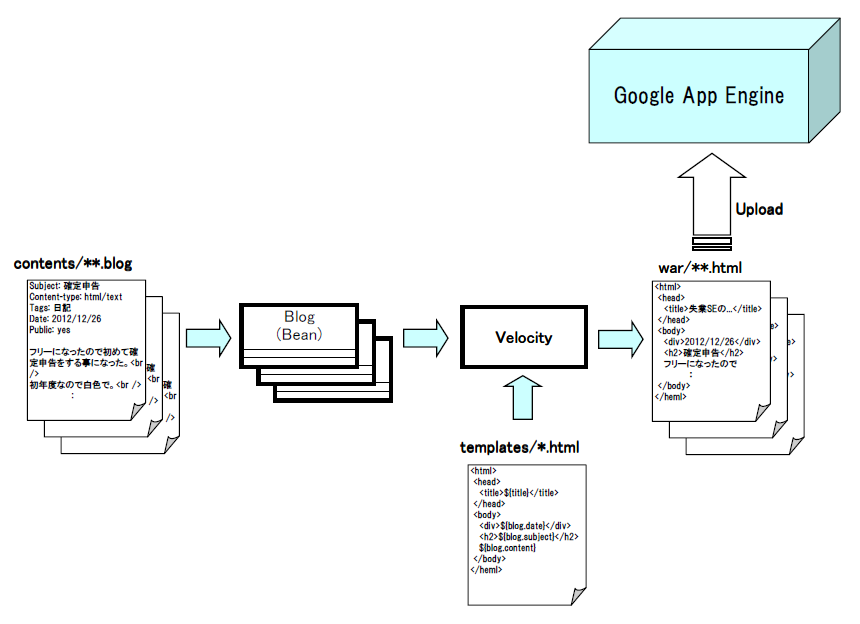 Google App Engine
Upload
contents/**.blog
Subject: 確定申告
Content-type: html/text
Tags: 日記
Date: 2012/12/26
Public: yes
フリーになったので初めて確
定申告をする事になった。<br
/>
初年度なので白色で。<br />
:
確
<br
/>
確
<br
/>
Blog
(Bean)
Velocity
templates/*.html
<html>
<head>
<title>${title}</title>
</head>
<body>
<div>${blog.date}</div>
<h2>${blog.subject}</h2>
${blog.content}
</body>
</heml>
war/**.html
<html>
<head>
<title>失業SEの...</title>
</head>
<body>
<div>2012/12/26</div>
<h2>確定申告</h2>
フリーになったので
:
</body>
</heml>
e>
v>
e>
v>